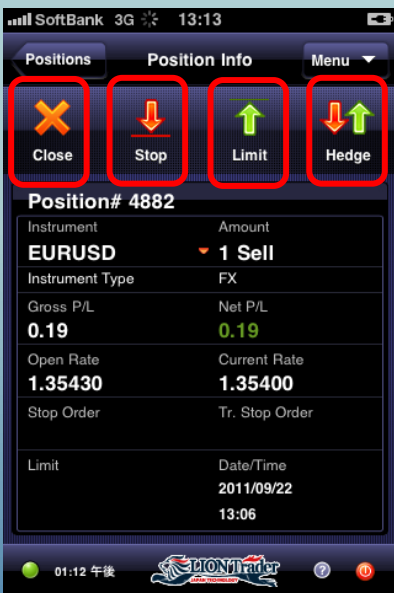 SoftBank 3G 13:13
Positions Position Info Menu
Close Stop Limit Hedge
Position# 4882
Instrument Amount
EURUSD 1 Sell
Instrument Type FX
Gross P/L Net P/L
0.19 0.19
Open Rate Current Rate
1.35430 1.35400
Stop Order Tr. Stop Order
Limit Date/Time
2011/09/22
13:06
01:12 午後 LION Trader ?
JAPAN TECHNOLOGY